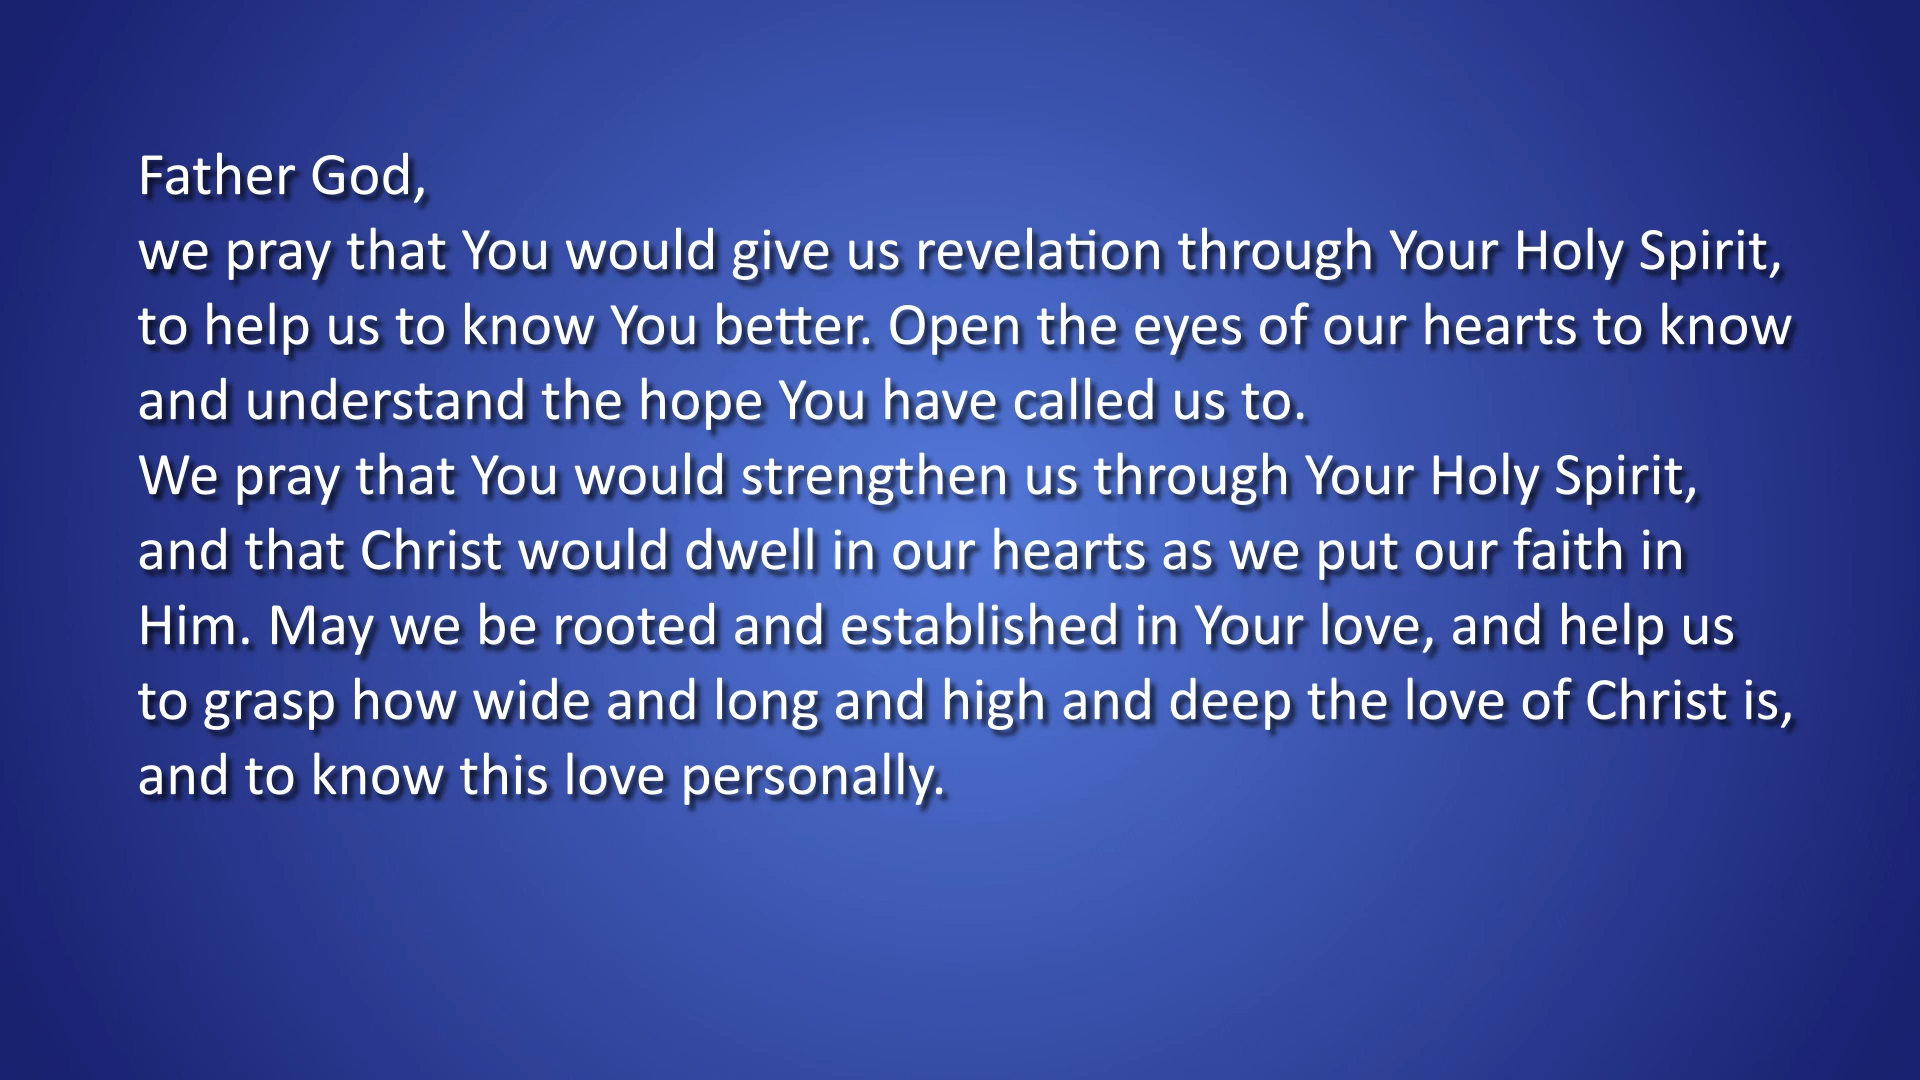 Father God,
we pray that You would give us revelation through Your Holy Spirit,
to help us to know You better. Open the eyes of our hearts to know
and understand the hope You have called us to.
We pray that You would strengthen us through Your Holy Spirit,
and that Christ would dwell in our hearts as we put our faith in
Him. May we be rooted and established in Your love, and help us
to grasp how wide and long and high and deep the love of Christ is,
and to know this love personally.